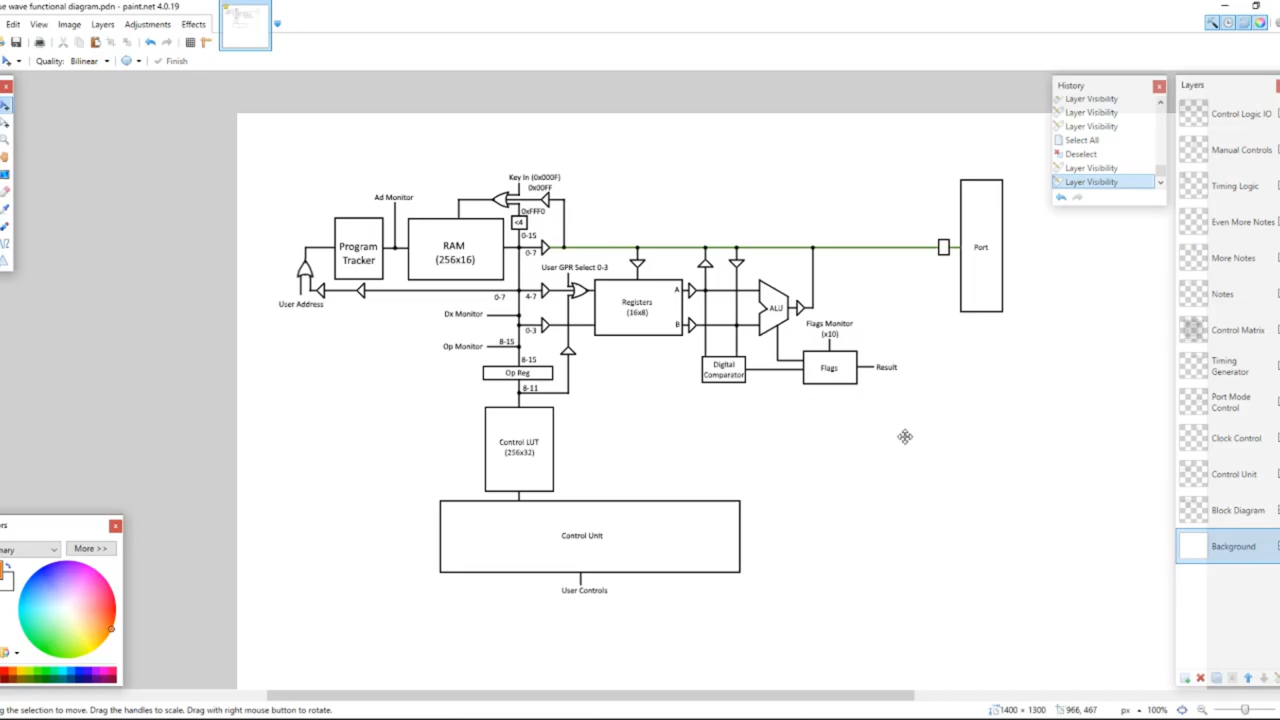 ue wave functional diagram.pdn - paint.net 4.0.19
Edit View Image Layers Adjustments Effects
Quality: Bilinear Finish
History
Layer Visibility
Layer Visibility
Layer Visibility
Select All
Deselect
Layer Visibility
Layer Visibility
Layers
Control Logic IO
Manual Controls
Timing Logic
Even More Notes
More Notes
Notes
Control Matrix
Timing
Generator
Port Mode
Control
Clock Control
Control Unit
Block Diagram
Background
Key In (0x000F)
0x00FF
Ad Monitor
0xFFF0
<4
0-15
Program
Tracker
RAM
(256x16)
0-7
Port
User GPR Select 0-3
User Address
0-7
4-7
Registers
(16x8)
A
B
ALU
Dx Monitor
0-3
Flags Monitor
(x10)
Op Monitor
8-15
8-15
Op Reg
8-11
Digital
Comparator
Flags
Result
Control LUT
(256x32)
Control Unit
User Controls
rs
mary
More >>
g the selection to move. Drag the handles to scale. Drag with right mouse button to rotate.
1400 × 1300
966, 467
px
100%